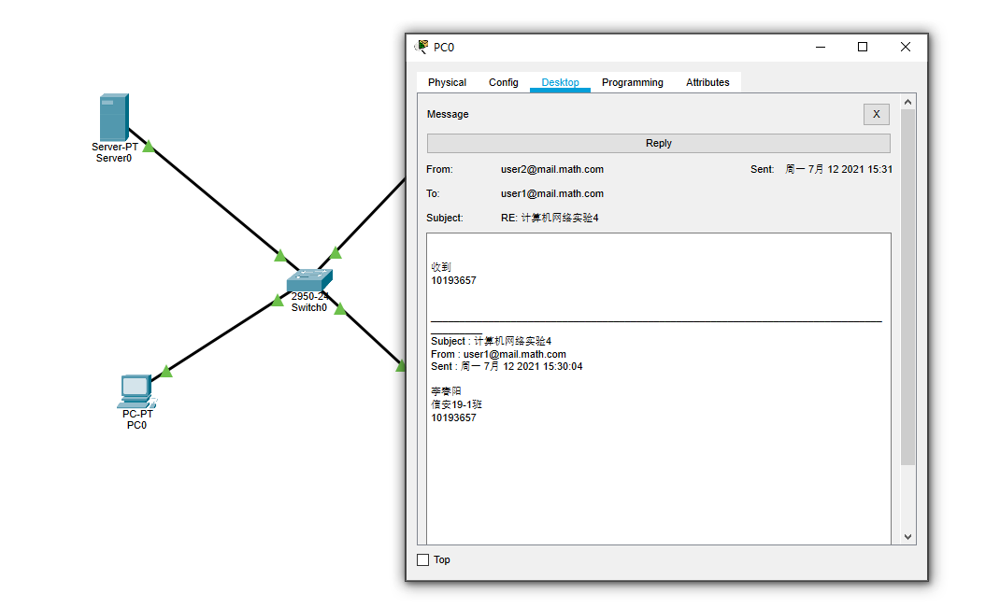 Server-PT
Server0
2950-24
Switch0
PC-PT
PC0
PC0
Physical Config Desktop Programming Attributes
Message
X
Reply
From: user2@mail.math.com Sent: 周一 7月 12 2021 15:31
To: user1@mail.math.com
Subject: RE: 计算机网络实验4
收到
10193657
Subject : 计算机网络实验4
From : user1@mail.math.com
Sent : 周一 7月 12 2021 15:30:04
李春阳
信安19-1班
10193657
Top